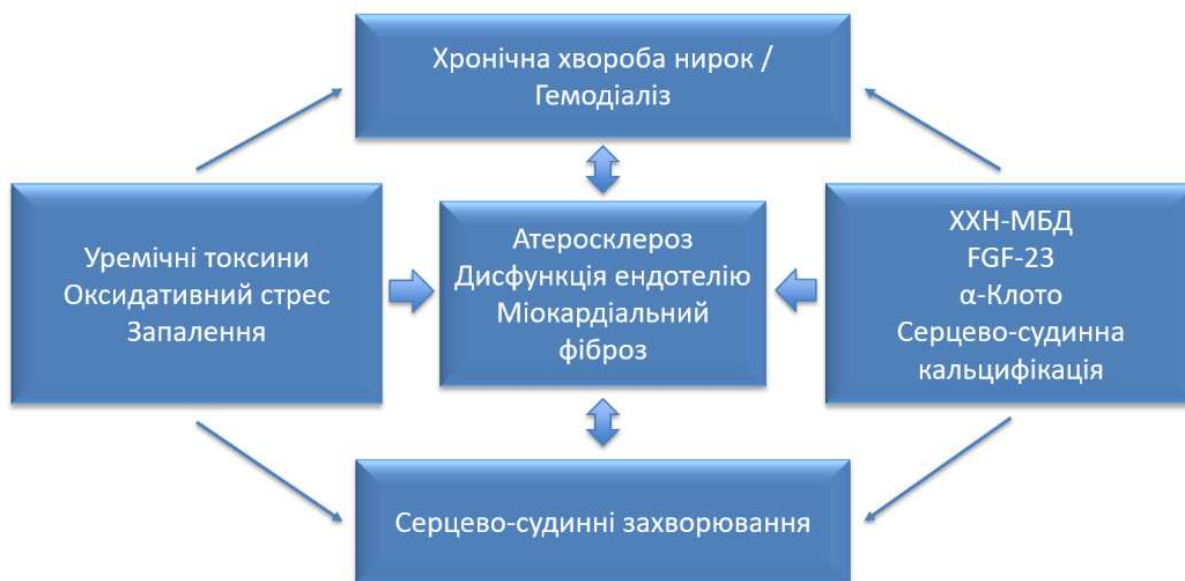 Хронічна хвороба нирок /
Гемодіаліз
Уремічні токсини
Оксидативний стрес
Запалення
Атеросклероз
Дисфункція ендотелію
Міокардіальний
фіброз
ХХН-МБД
FGF-23
α-Клото
Серцево-судинна
кальцифікація
Серцево-судинні захворювання